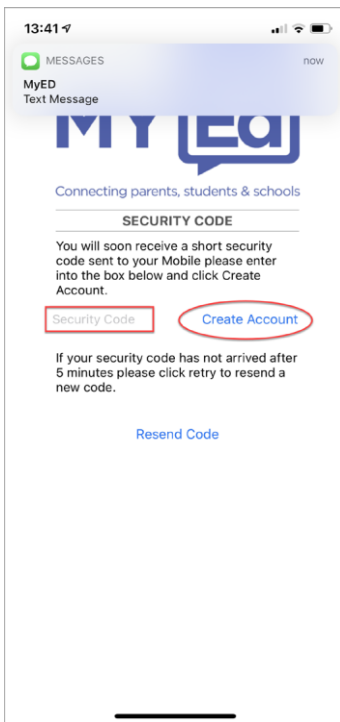 13:41
MESSAGES now
MyED
Text Message
MY Ed
Connecting parents, students & schools
SECURITY CODE
You will soon receive a short security
code sent to your Mobile please enter
into the box below and click Create
Account.
Security Code Create Account
If your security code has not arrived after
5 minutes please click retry to resend a
new code.
Resend Code